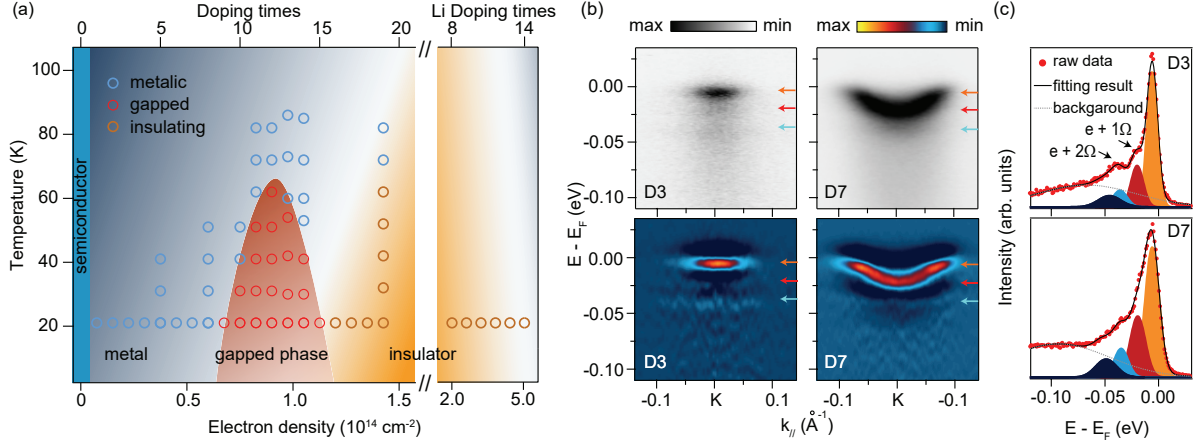 (a)
Doping times
Li Doping times
0 5 10 15 20 8 14
//
100
80
60
40
20
Temperature (K)
metalic
gapped
insulating
semiconductor
metal
gapped phase
insulator
//
0 0.5 1.0 1.5 2.0 5.0
Electron density (10¹⁴ cm⁻²)
(b)
max min
max min
0.00
-0.05
-0.10
D3
D7
0.00
-0.05
-0.10
D3
D7
E - E_F (eV)
-0.1 K 0.1
-0.1 K 0.1
k_// (Å⁻¹)
(c)
raw data
D3
fitting result
backgaround
e + 1Ω
e + 2Ω
D7
Intensity (arb. units)
-0.10 -0.05 0.00
E - E_F (eV)